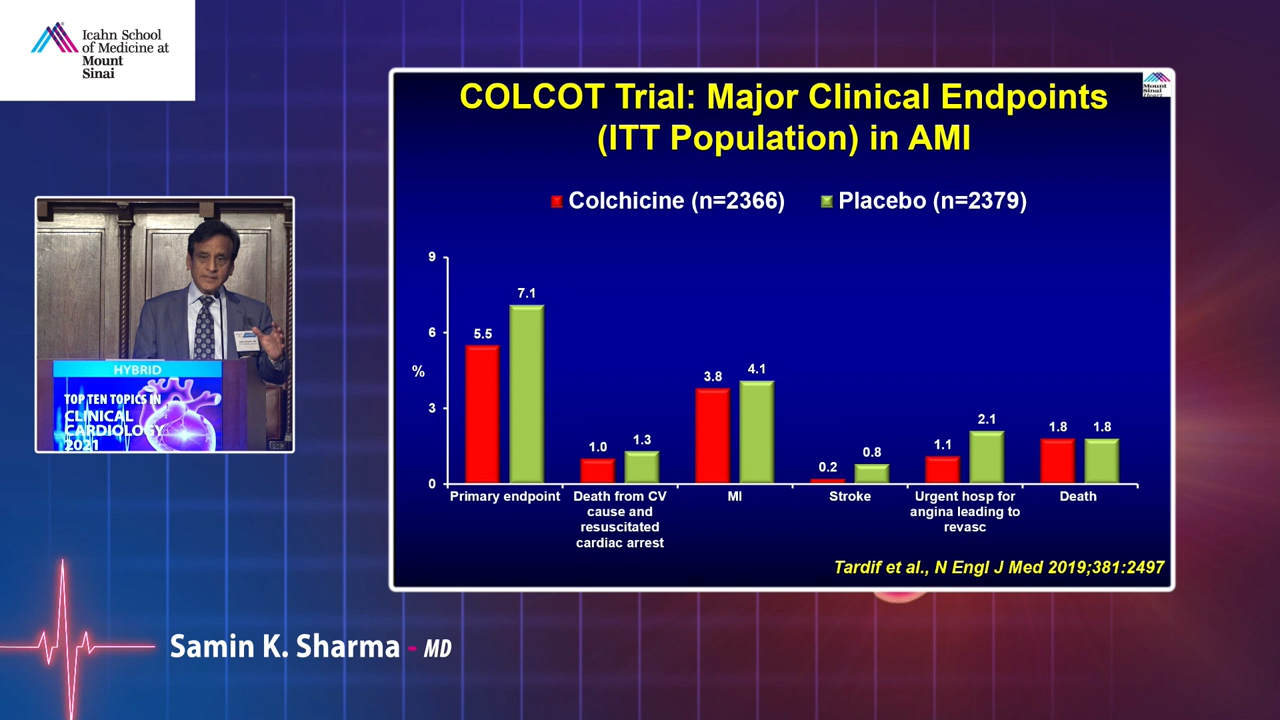 Icahn School
of Medicine at
Mount
Sinai
COLCOT Trial: Major Clinical Endpoints
(ITT Population) in AMI
Mount
Sinai
Heart
Colchicine (n=2366)
Placebo (n=2379)
9
6
%
3
0
5.5
7.1
1.0
1.3
3.8
4.1
0.2
0.8
1.1
2.1
1.8
1.8
Primary endpoint
Death from CV
cause and
resuscitated
cardiac arrest
MI
Stroke
Urgent hosp for
angina leading to
revasc
Death
Tardif et al., N Engl J Med 2019;381:2497
HYBRID
TOP TEN TOPICS IN
CLINICAL
CARDIOLOGY
2021
Samin K. Sharma - MD